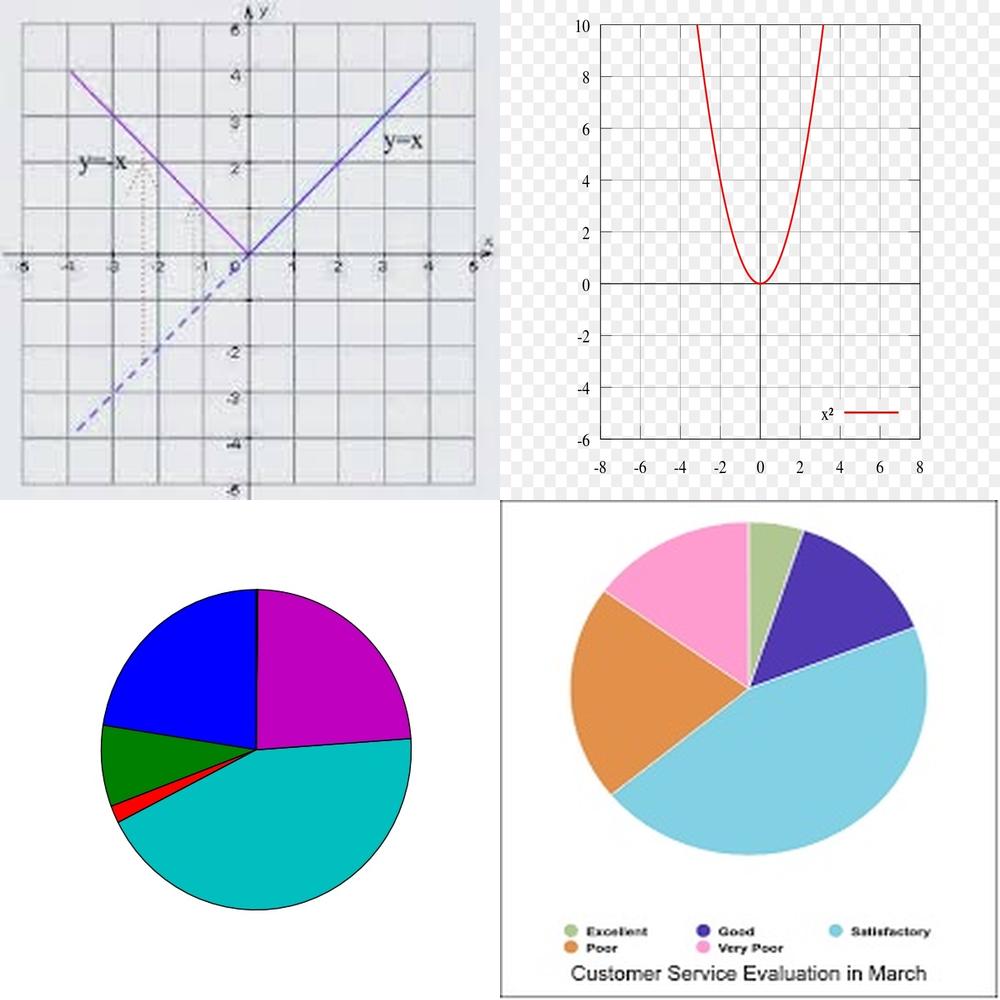 y
6
4
3
y=x
y=-x
2
x
-5 -4 -3 -2 -1 0 1 2 3 4 5
-2
-3
-4
10
8
6
4
2
0
-2
-4
x²
-6
-8 -6 -4 -2 0 2 4 6 8
Excellent Good Satisfactory
Poor Very Poor
Customer Service Evaluation in March